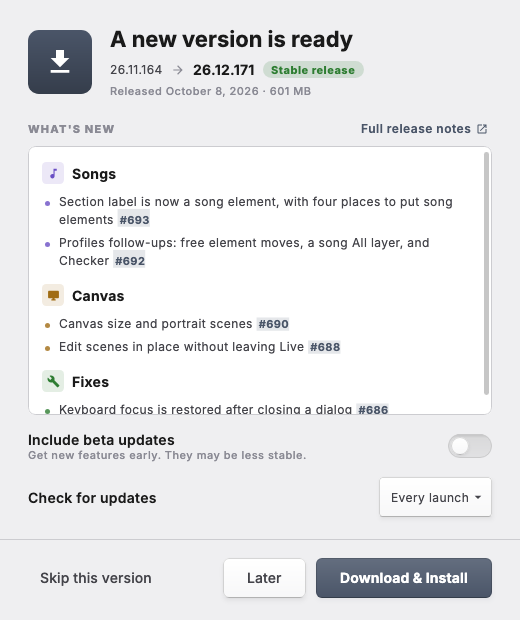 A new version is ready
26.11.164 → 26.12.171 Stable release
Released October 8, 2026 · 601 MB
WHAT'S NEW Full release notes
Songs
Section label is now a song element, with four places to put song
elements #693
Profiles follow-ups: free element moves, a song All layer, and
Checker #692
Canvas
Canvas size and portrait scenes #690
Edit scenes in place without leaving Live #688
Fixes
Keyboard focus is restored after closing a dialog #686
Include beta updates
Get new features early. They may be less stable.
Check for updates Every launch
Skip this version Later Download & Install